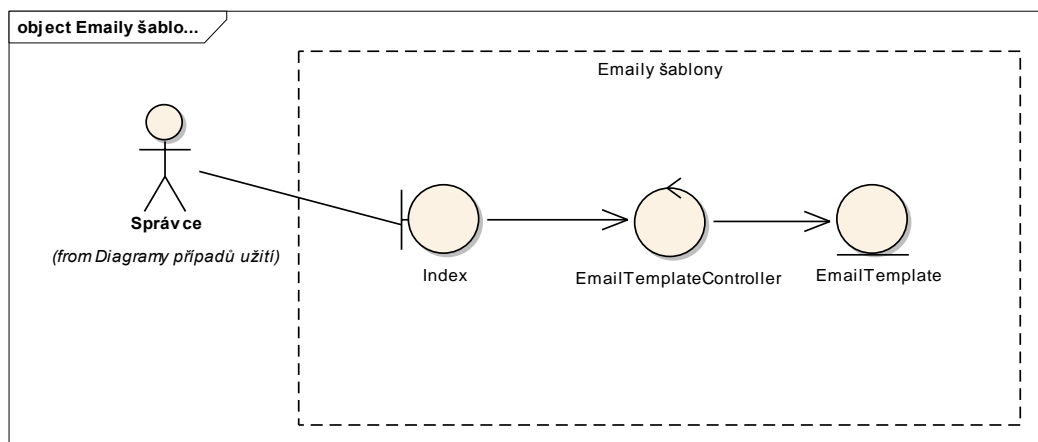 object Emaily šablo...
Emaily šablony
Správce
(from Diagramy případů užití)
Index
EmailTemplateController
EmailTemplate